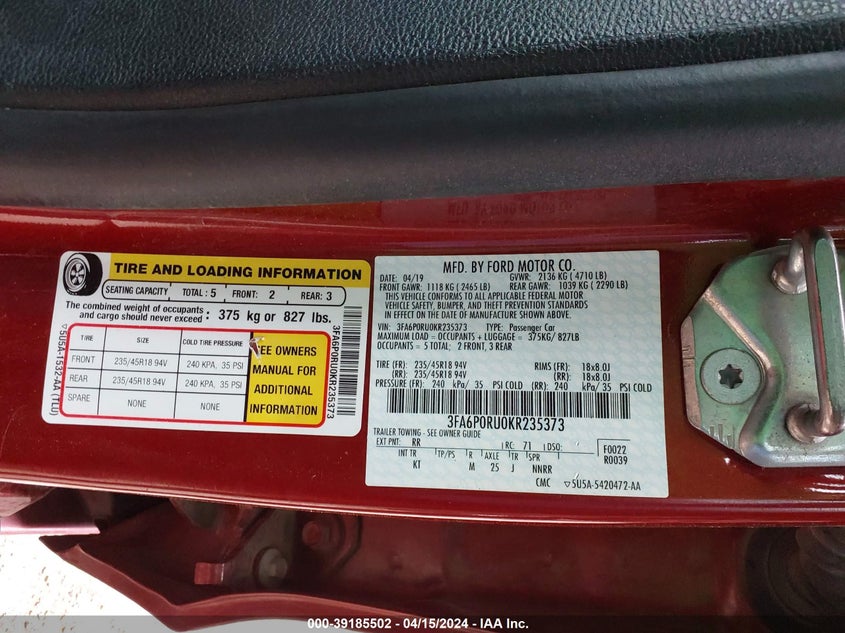 TIRE AND LOADING INFORMATION
SEATING CAPACITY TOTAL : 5 FRONT: 2 REAR: 3
The combined weight of occupants and cargo should never exceed : 375 kg or 827 lbs.
TIRE SIZE COLD TIRE PRESSURE
FRONT 235/45R18 94V 240 KPA, 35 PSI
REAR 235/45R18 94V 240 KPA, 35 PSI
SPARE NONE NONE
SEE OWNERS
MANUAL FOR
ADDITIONAL
INFORMATION
▽5U5A-1532-AA (TLU)
3FA6P0RU0KR235373
MFD. BY FORD MOTOR CO.
DATE: 04/19 GVWR: 2136 KG ( 4710 LB)
FRONT GAWR: 1118 KG ( 2465 LB) REAR GAWR: 1039 KG ( 2290 LB)
THIS VEHICLE CONFORMS TO ALL APPLICABLE FEDERAL MOTOR
VEHICLE SAFETY, BUMPER, AND THEFT PREVENTION STANDARDS
IN EFFECT ON THE DATE OF MANUFACTURE SHOWN ABOVE.
VIN: 3FA6P0RU0KR235373 TYPE: Passenger Car
MAXIMUM LOAD = OCCUPANTS + LUGGAGE = 375KG/ 827LB
OCCUPANTS = 5 TOTAL; 2 FRONT, 3 REAR
TIRE (FR): 235/45R18 94V RIMS (FR): 18x8.0J
(RR): 235/45R18 94V (RR): 18x8.0J
PRESSURE (FR): 240 kPa/ 35 PSI COLD (RR): 240 kPa/ 35 PSI COLD
3FA6P0RU0KR235373
TRAILER TOWING - SEE OWNER GUIDE
EXT PNT: RR RC: 71 DSO: F0022
INT TR TP/PS R AXLE TR SPR R0039
KT M 25 J NNRR
CMC ▽5U5A-5420472-AA
000-39185502 - 04/15/2024 - IAA Inc.